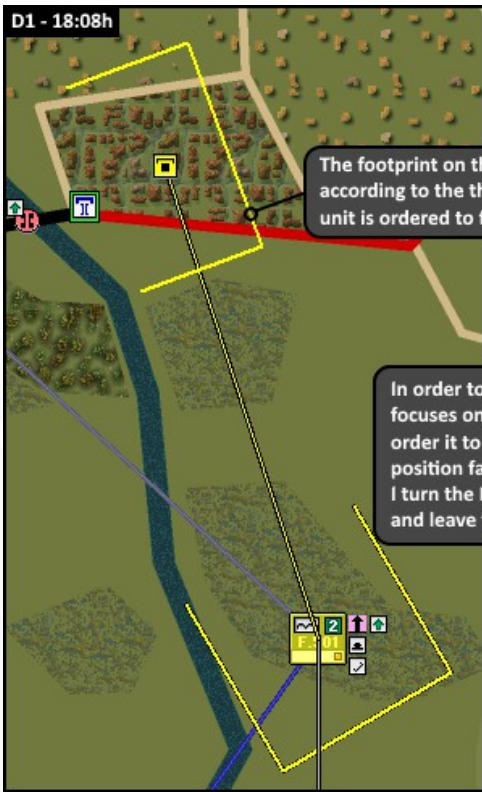 D1 - 18:08h
The footprint on th
according to the th
unit is ordered to f
In order to
focuses on
order it to
position fa
I turn the
and leave
2